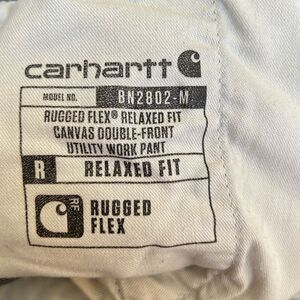 carhartt
MODEL NO. BN2802-M
RUGGED FLEX® RELAXED FIT
CANVAS DOUBLE-FRONT
UTILITY WORK PANT
R RELAXED FIT
RF RUGGED
FLEX